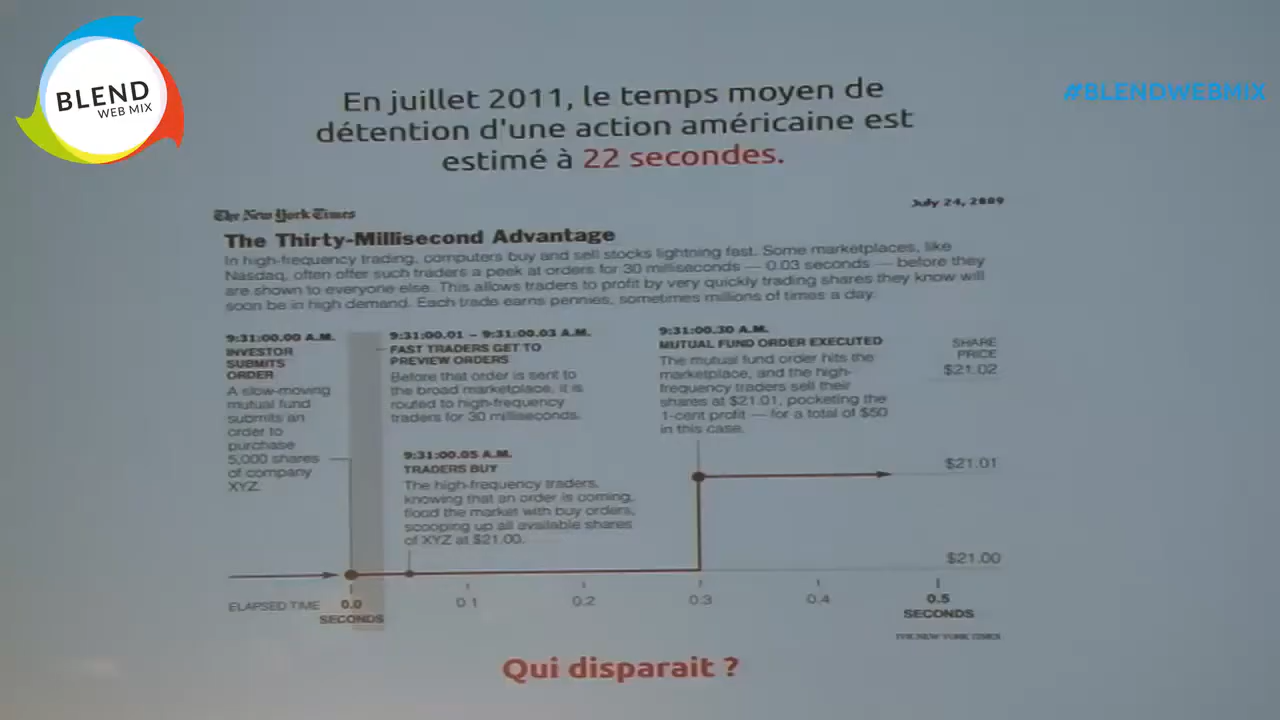 BLEND
WEB MIX
#BLENDWEBMIX
En juillet 2011, le temps moyen de
détention d'une action américaine est
estimé à 22 secondes.
The New York Times
July 24, 2009
The Thirty-Millisecond Advantage
In high-frequency trading, computers buy and sell stocks lightning fast. Some marketplaces, like
Nasdaq, often offer such traders a peek at orders for 30 milliseconds — 0.03 seconds — before they
are shown to everyone else. This allows traders to profit by very quickly trading shares they know will
soon be in high demand. Each trade earns pennies, sometimes millions of times a day.
9:31:00.00 A.M.
INVESTOR
SUBMITS
ORDER
A slow-moving
mutual fund
submits an
order to
purchase
5,000 shares
of company
XYZ.
9:31:00.01 – 9:31:00.03 A.M.
FAST TRADERS GET TO
PREVIEW ORDERS
Before that order is sent to
the broad marketplace, it is
routed to high-frequency
traders for 30 milliseconds.
9:31:00.05 A.M.
TRADERS BUY
The high-frequency traders,
knowing that an order is coming,
flood the market with buy orders,
scooping up all available shares
of XYZ at $21.00.
9:31:00.30 A.M.
MUTUAL FUND ORDER EXECUTED
The mutual fund order hits the
marketplace, and the high-
frequency traders sell their
shares at $21.01, pocketing the
1-cent profit — for a total of $50
in this case.
SHARE
PRICE
$21.02
$21.01
$21.00
ELAPSED TIME
0.0
SECONDS
0.1
0.2
0.3
0.4
0.5
SECONDS
THE NEW YORK TIMES
Qui disparait ?